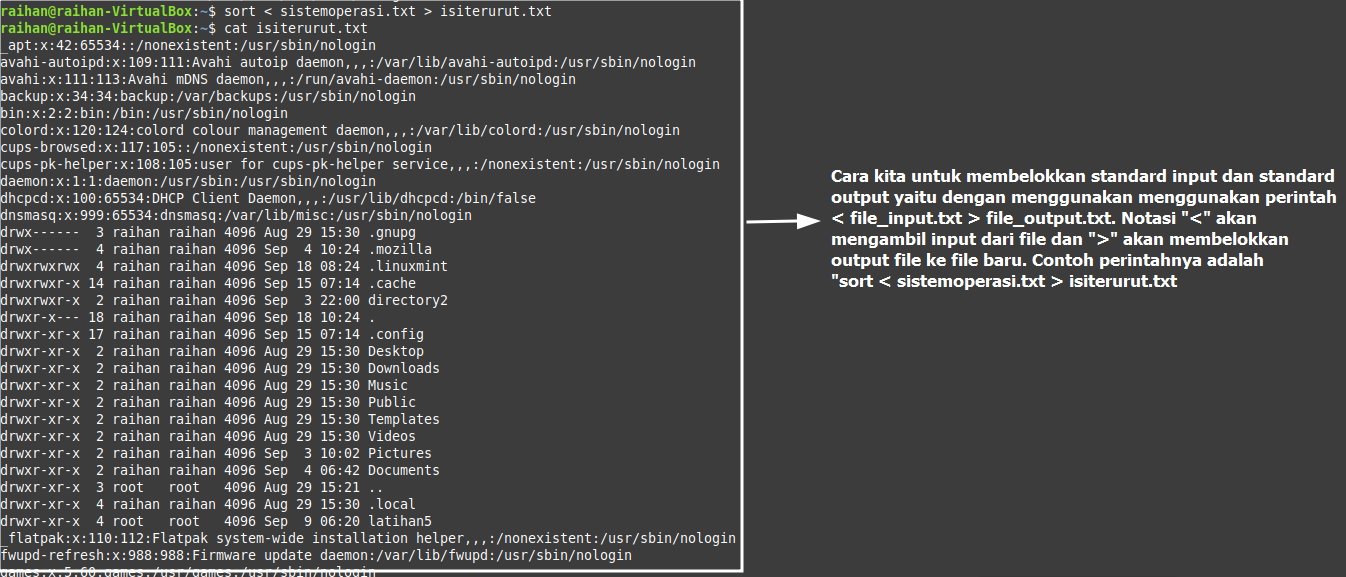 raihan@raihan-VirtualBox:~$ sort < sistemoperasi.txt > isiterurut.txt
raihan@raihan-VirtualBox:~$ cat isiterurut.txt
_apt:x:42:65534::/nonexistent:/usr/sbin/nologin
avahi-autoipd:x:109:111:Avahi autoip daemon,,,:/var/lib/avahi-autoipd:/usr/sbin/nologin
avahi:x:111:113:Avahi mDNS daemon,,,:/run/avahi-daemon:/usr/sbin/nologin
backup:x:34:34:backup:/var/backups:/usr/sbin/nologin
bin:x:2:2:bin:/bin:/usr/sbin/nologin
colord:x:120:124:colord colour management daemon,,,:/var/lib/colord:/usr/sbin/nologin
cups-browsed:x:117:105::/nonexistent:/usr/sbin/nologin
cups-pk-helper:x:108:105:user for cups-pk-helper service,,,:/nonexistent:/usr/sbin/nologin
daemon:x:1:1:daemon:/usr/sbin:/usr/sbin/nologin
dhcpcd:x:100:65534:DHCP Client Daemon,,,:/usr/lib/dhcpcd:/bin/false
dnsmasq:x:999:65534:dnsmasq:/var/lib/misc:/usr/sbin/nologin
drwx------  3 raihan raihan 4096 Aug 29 15:30 .gnupg
drwx------  4 raihan raihan 4096 Sep  4 10:24 .mozilla
drwxrwxrwx  4 raihan raihan 4096 Sep 18 08:24 .linuxmint
drwxrwxr-x 14 raihan raihan 4096 Sep 15 07:14 .cache
drwxrwxr-x  2 raihan raihan 4096 Sep  3 22:00 directory2
drwxr-x--- 18 raihan raihan 4096 Sep 18 10:24 .
drwxr-xr-x 17 raihan raihan 4096 Sep 15 07:14 .config
drwxr-xr-x  2 raihan raihan 4096 Aug 29 15:30 Desktop
drwxr-xr-x  2 raihan raihan 4096 Aug 29 15:30 Downloads
drwxr-xr-x  2 raihan raihan 4096 Aug 29 15:30 Music
drwxr-xr-x  2 raihan raihan 4096 Aug 29 15:30 Public
drwxr-xr-x  2 raihan raihan 4096 Aug 29 15:30 Templates
drwxr-xr-x  2 raihan raihan 4096 Aug 29 15:30 Videos
drwxr-xr-x  2 raihan raihan 4096 Sep  3 10:02 Pictures
drwxr-xr-x  2 raihan raihan 4096 Sep  4 06:42 Documents
drwxr-xr-x  3 root   root   4096 Aug 29 15:21 ..
drwxr-xr-x  4 raihan raihan 4096 Aug 29 15:30 .local
drwxr-xr-x  4 root   root   4096 Sep  9 06:20 latihan5
_flatpak:x:110:112:Flatpak system-wide installation helper,,,:/nonexistent:/usr/sbin/nologin
fwupd-refresh:x:988:988:Firmware update daemon:/var/lib/fwupd:/usr/sbin/nologin
games:x:5:60:games:/usr/games:/usr/sbin/nologin
Cara kita untuk membelokkan standard input dan standard
output yaitu dengan menggunakan menggunakan perintah
< file_input.txt > file_output.txt. Notasi "<" akan
mengambil input dari file dan ">" akan membelokkan
output file ke file baru. Contoh perintahnya adalah
"sort < sistemoperasi.txt > isiterurut.txt